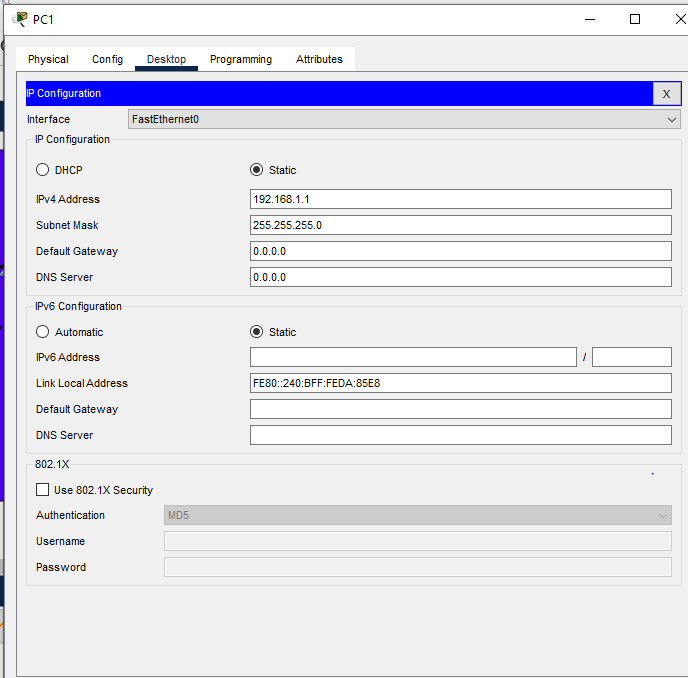 PC1
Physical Config Desktop Programming Attributes
IP Configuration X
Interface FastEthernet0
IP Configuration
DHCP Static
IPv4 Address 192.168.1.1
Subnet Mask 255.255.255.0
Default Gateway 0.0.0.0
DNS Server 0.0.0.0
IPv6 Configuration
Automatic Static
IPv6 Address /
Link Local Address FE80::240:BFF:FEDA:85E8
Default Gateway
DNS Server
802.1X
Use 802.1X Security
Authentication MD5
Username
Password